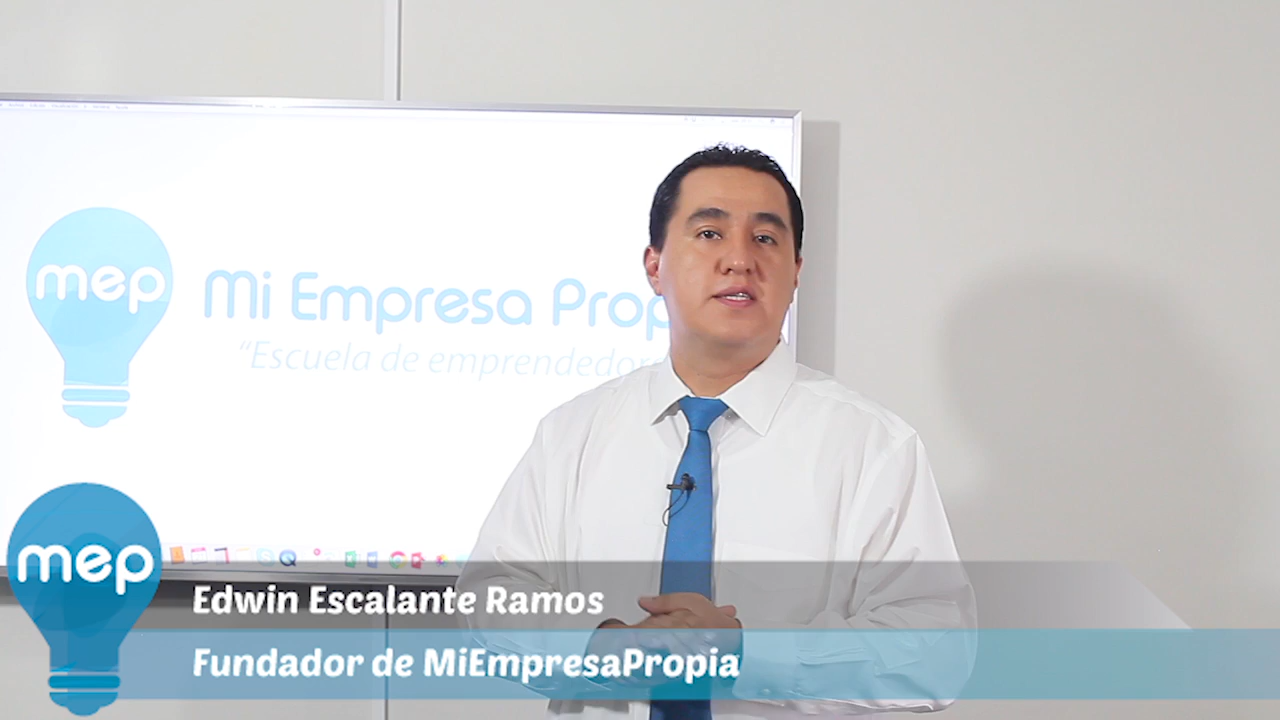 mep
Mi Empresa Prop
“Escuela de emprendedor
mep
Edwin Escalante Ramos
Fundador de MiEmpresaPropia